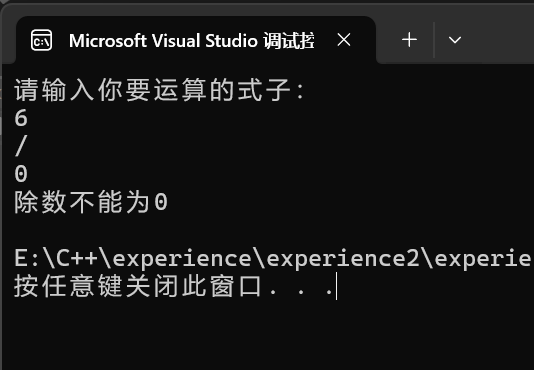 Microsoft Visual Studio 调试控
请输入你要运算的式子:
6
/
0
除数不能为0
E:\C++\experience\experience2\experie
按任意键关闭此窗口. . .